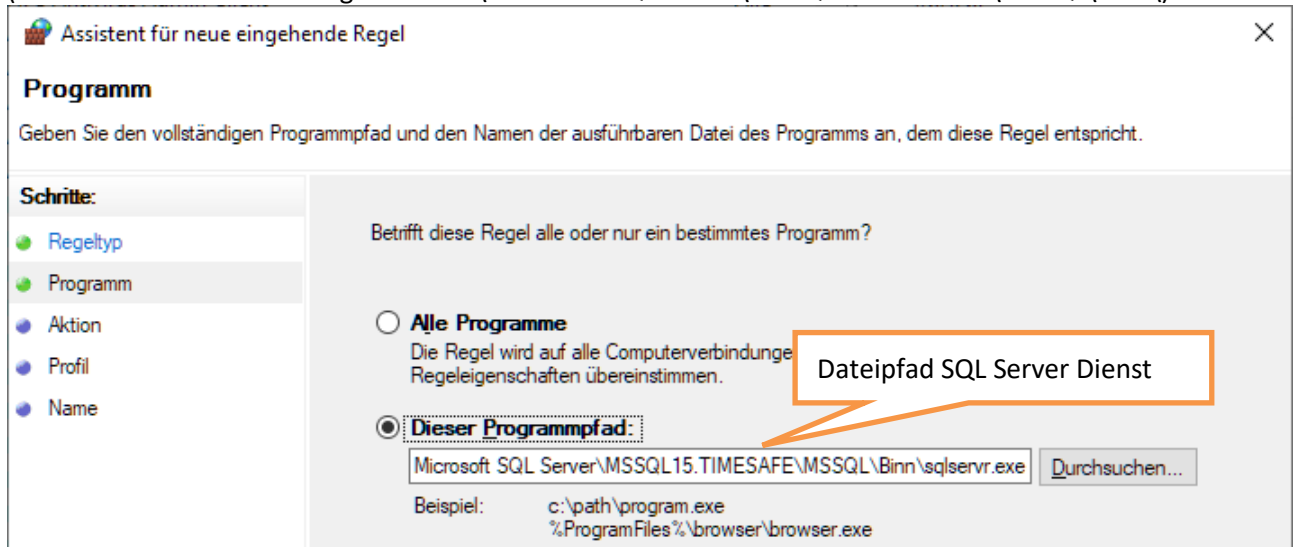 Assistent für neue eingehende Regel
Programm
Geben Sie den vollständigen Programmpfad und den Namen der ausführbaren Datei des Programms an, dem diese Regel entspricht.
Schritte:
Regeltyp
Programm
Aktion
Profil
Name
Betrifft diese Regel alle oder nur ein bestimmtes Programm?
Alle Programme
Die Regel wird auf alle Computerverbindunge
Regeleigenschaften übereinstimmen.
Dateipfad SQL Server Dienst
Dieser Programmpfad:
Microsoft SQL Server\MSSQL15.TIMESAFE\MSSQL\Binn\sqlservr.exe Durchsuchen...
Beispiel: c:\path\program.exe
%ProgramFiles%\browser\browser.exe